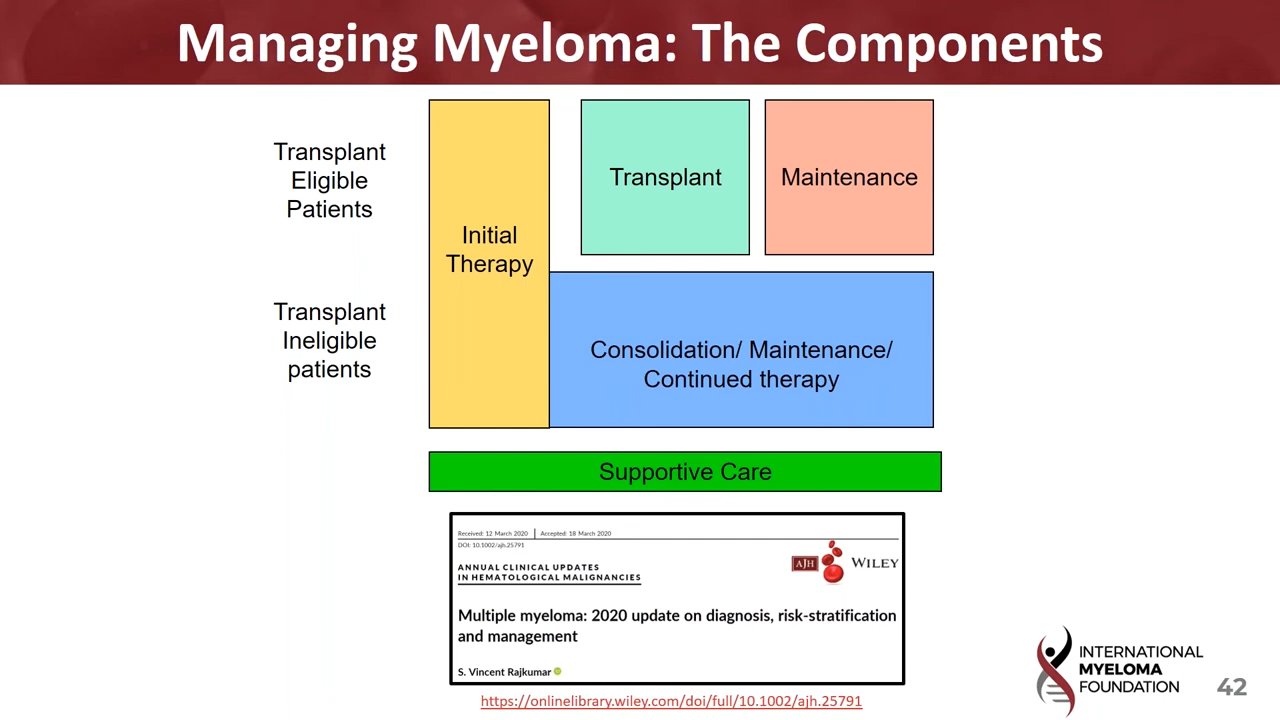 Managing Myeloma: The Components
Transplant
Eligible
Patients
Initial
Therapy
Transplant
Maintenance
Transplant
Ineligible
patients
Consolidation/ Maintenance/
Continued therapy
Supportive Care
Received: 12 March 2020 | Accepted: 18 March 2020
DOI: 10.1002/ajh.25791
ANNUAL CLINICAL UPDATES
IN HEMATOLOGICAL MALIGNANCIES
AJH
WILEY
Multiple myeloma: 2020 update on diagnosis, risk-stratification
and management
S. Vincent Rajkumar
https://onlinelibrary.wiley.com/doi/full/10.1002/ajh.25791
INTERNATIONAL
MYELOMA
FOUNDATION
42